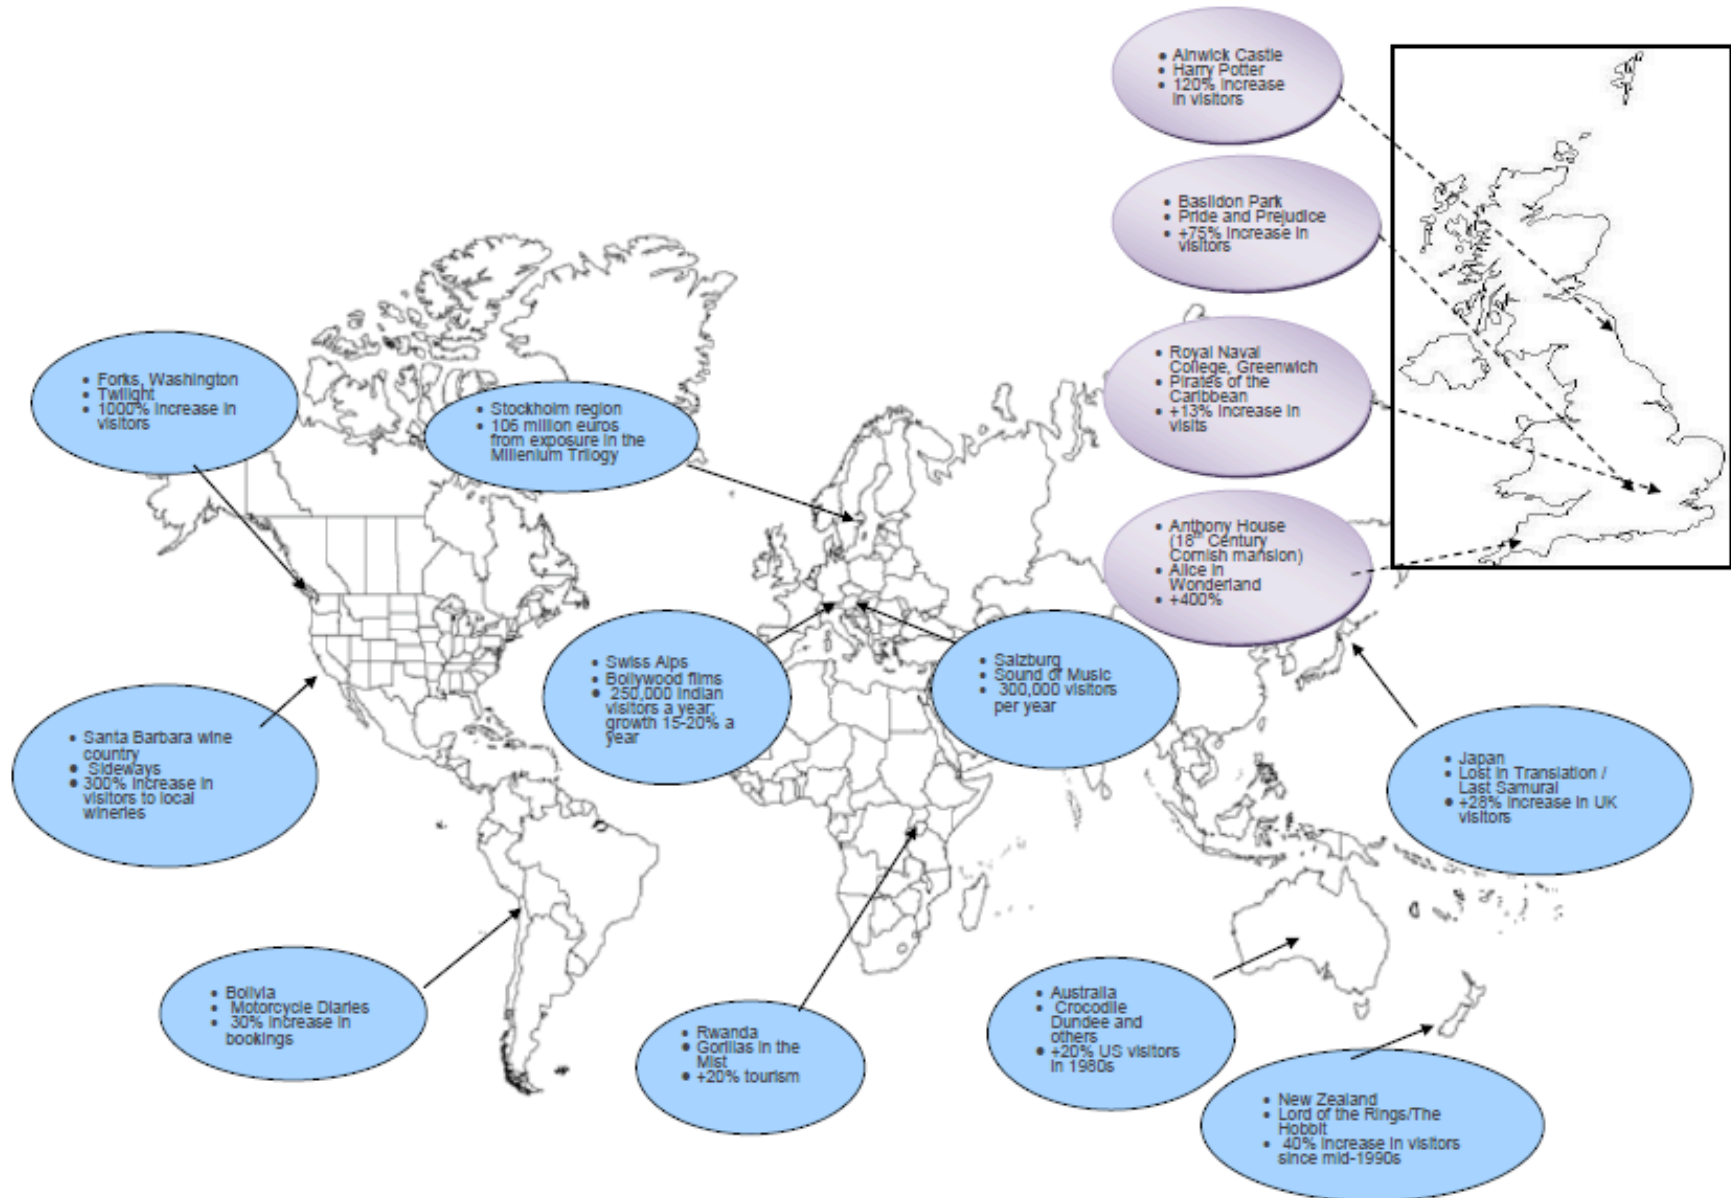 • Alnwick Castle
• Harry Potter
• 120% increase
in visitors
• Basildon Park
• Pride and Prejudice
• +75% increase in
visitors
• Royal Naval
College, Greenwich
• Pirates of the
Caribbean
• +13% increase in
visits
• Anthony House
(18th Century
Cornish mansion)
• Alice in
Wonderland
• +400%
• Forks, Washington
• Twilight
• 1000% increase in
visitors
• Stockholm region
• 106 million euros
from exposure in the
Millenium Trilogy
• Swiss Alps
• Bollywood films
• 250,000 Indian
visitors a year;
growth 15-20% a
year
• Salzburg
• Sound of Music
• 300,000 visitors
per year
• Santa Barbara wine
country
• Sideways
• 300% increase in
visitors to local
wineries
• Japan
• Lost in Translation /
Last Samurai
• +28% increase in UK
visitors
• Bolivia
• Motorcycle Diaries
• 30% increase in
bookings
• Rwanda
• Gorillas in the
Mist
• +20% tourism
• Australia
• Crocodile
Dundee and
others
• +20% US visitors
in 1980s
• New Zealand
• Lord of the Rings/The
Hobbit
• 40% increase in visitors
since mid-1990s